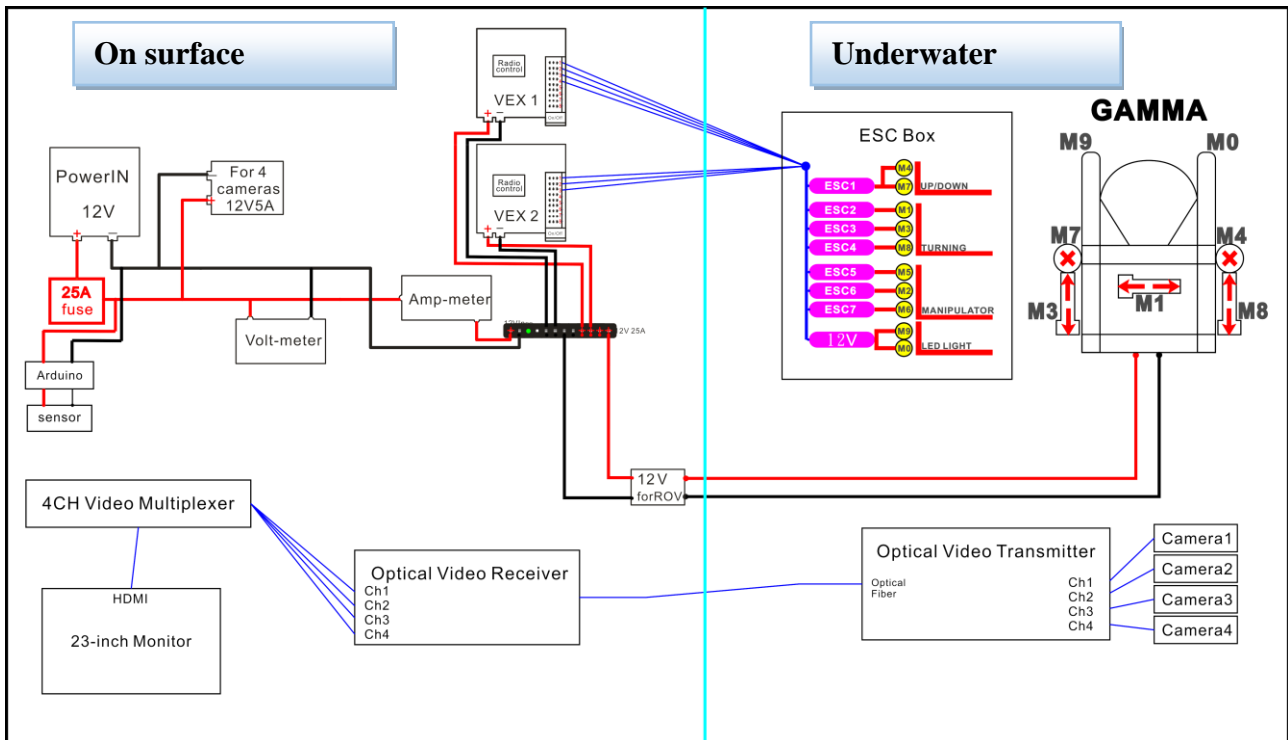 On surface
Underwater
Radio
control
VEX 1
On/Off
Radio
control
VEX 2
On/Off
PowerIN
12V
+
−
For 4
cameras
12V5A
−
+
25A
fuse
Amp-meter
Volt-meter
12V 25A
Arduino
sensor
ESC Box
ESC1
M4
M7
UP/DOWN
ESC2
M1
ESC3
M3
ESC4
M8
TURNING
ESC5
M5
ESC6
M2
ESC7
M6
MANIPULATOR
12V
M9
M0
LED LIGHT
GAMMA
M9
M0
M7
M4
M3
M1
M8
12V
forROV
4CH Video Multiplexer
HDMI
23-inch Monitor
Optical Video Receiver
Ch1
Ch2
Ch3
Ch4
Optical Video Transmitter
Optical
Fiber
Ch1
Ch2
Ch3
Ch4
Camera1
Camera2
Camera3
Camera4